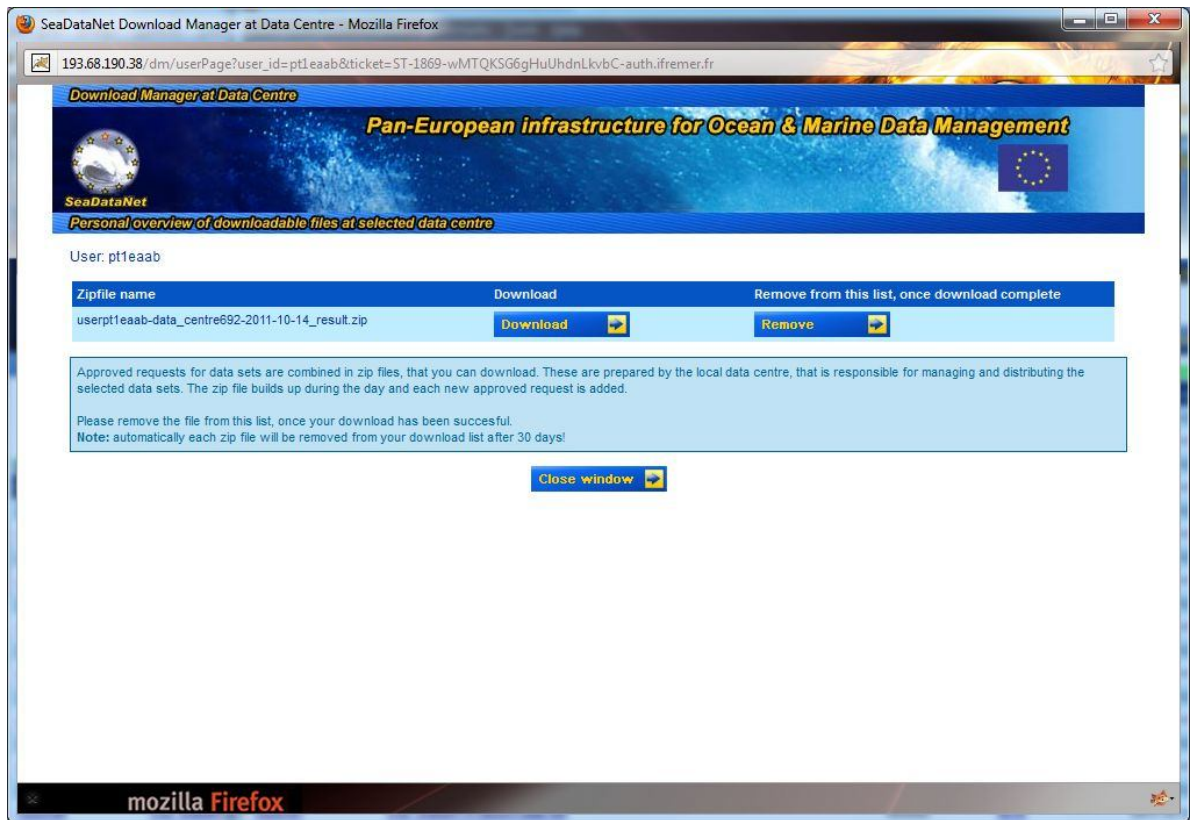 SeaDataNet Download Manager at Data Centre - Mozilla Firefox
193.68.190.38/dm/userPage?user_id=pt1eaab&ticket=ST-1869-wMTQKSG6gHuUhdnLkvbC-auth.ifremer.fr
Download Manager at Data Centre
Pan-European infrastructure for Ocean & Marine Data Management
SeaDataNet
Personal overview of downloadable files at selected data centre
User: pt1eaab
Zipfile name Download Remove from this list, once download complete
userpt1eaab-data_centre692-2011-10-14_result.zip Download Remove
Approved requests for data sets are combined in zip files, that you can download. These are prepared by the local data centre, that is responsible for managing and distributing the
selected data sets. The zip file builds up during the day and each new approved request is added.
Please remove the file from this list, once your download has been succesful.
Note: automatically each zip file will be removed from your download list after 30 days!
Close window
mozilla Firefox